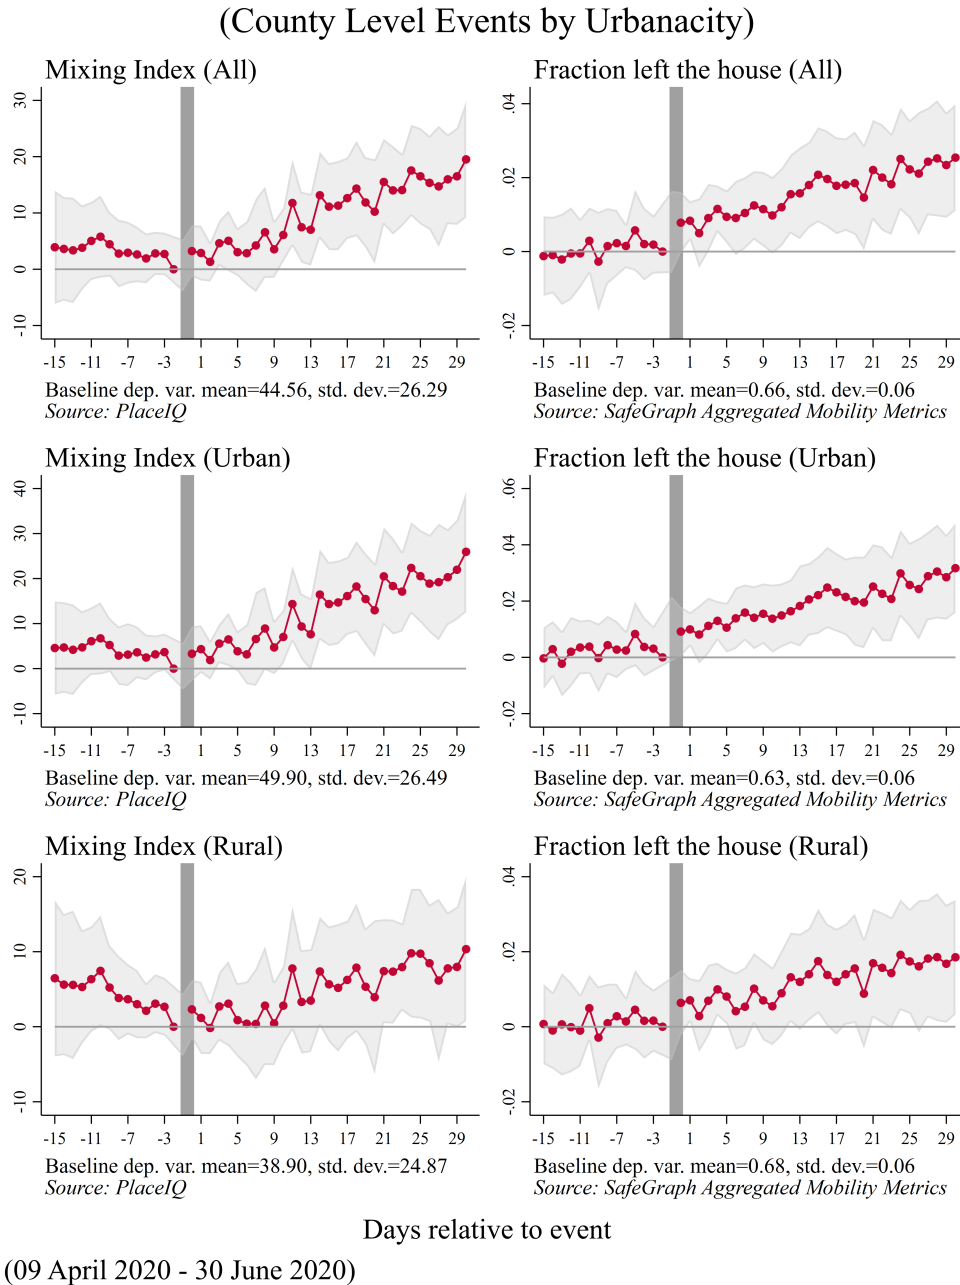 (County Level Events by Urbanacity)
Mixing Index (All)
30
20
10
0
-10
-15 -11 -7 -3 1 5 9 13 17 21 25 29
Baseline dep. var. mean=44.56, std. dev.=26.29
Source: PlaceIQ
Fraction left the house (All)
.04
.02
0
-.02
-15 -11 -7 -3 1 5 9 13 17 21 25 29
Baseline dep. var. mean=0.66, std. dev.=0.06
Source: SafeGraph Aggregated Mobility Metrics
Mixing Index (Urban)
40
30
20
10
0
-10
-15 -11 -7 -3 1 5 9 13 17 21 25 29
Baseline dep. var. mean=49.90, std. dev.=26.49
Source: PlaceIQ
Fraction left the house (Urban)
.06
.04
.02
0
-.02
-15 -11 -7 -3 1 5 9 13 17 21 25 29
Baseline dep. var. mean=0.63, std. dev.=0.06
Source: SafeGraph Aggregated Mobility Metrics
Mixing Index (Rural)
20
10
0
-10
-15 -11 -7 -3 1 5 9 13 17 21 25 29
Baseline dep. var. mean=38.90, std. dev.=24.87
Source: PlaceIQ
Fraction left the house (Rural)
.04
.02
0
-.02
-15 -11 -7 -3 1 5 9 13 17 21 25 29
Baseline dep. var. mean=0.68, std. dev.=0.06
Source: SafeGraph Aggregated Mobility Metrics
Days relative to event
(09 April 2020 - 30 June 2020)